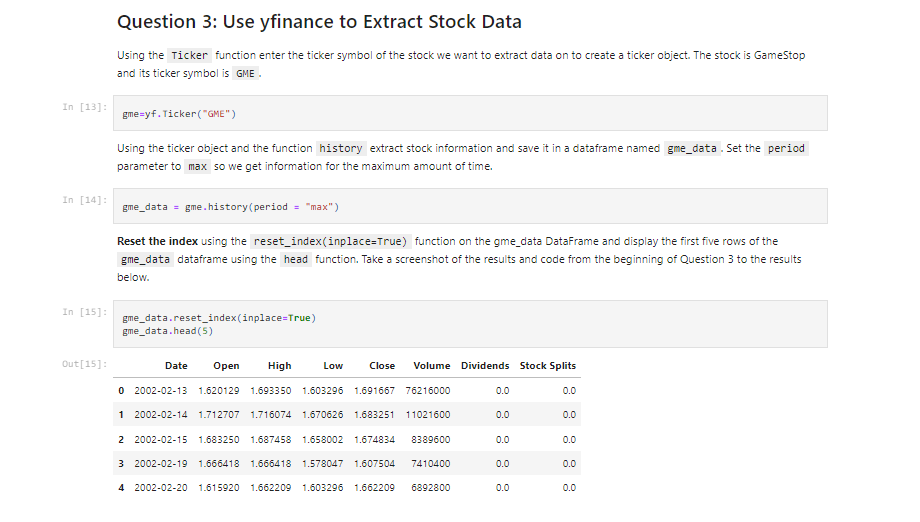 Question 3: Use yfinance to Extract Stock Data
Using the Ticker function enter the ticker symbol of the stock we want to extract data on to create a ticker object. The stock is GameStop
and its ticker symbol is GME .
In [13]: gme=yf.Ticker("GME")
Using the ticker object and the function history extract stock information and save it in a dataframe named gme_data . Set the period
parameter to max so we get information for the maximum amount of time.
In [14]: gme_data = gme.history(period = "max")
Reset the index using the reset_index(inplace=True) function on the gme_data DataFrame and display the first five rows of the
gme_data dataframe using the head function. Take a screenshot of the results and code from the beginning of Question 3 to the results
below.
In [15]: gme_data.reset_index(inplace=True)
gme_data.head(5)
Out[15]: Date Open High Low Close Volume Dividends Stock Splits
0 2002-02-13 1.620129 1.693350 1.603296 1.691667 76216000 0.0 0.0
1 2002-02-14 1.712707 1.716074 1.670626 1.683251 11021600 0.0 0.0
2 2002-02-15 1.683250 1.687458 1.658002 1.674834 8389600 0.0 0.0
3 2002-02-19 1.666418 1.666418 1.578047 1.607504 7410400 0.0 0.0
4 2002-02-20 1.615920 1.662209 1.603296 1.662209 6892800 0.0 0.0